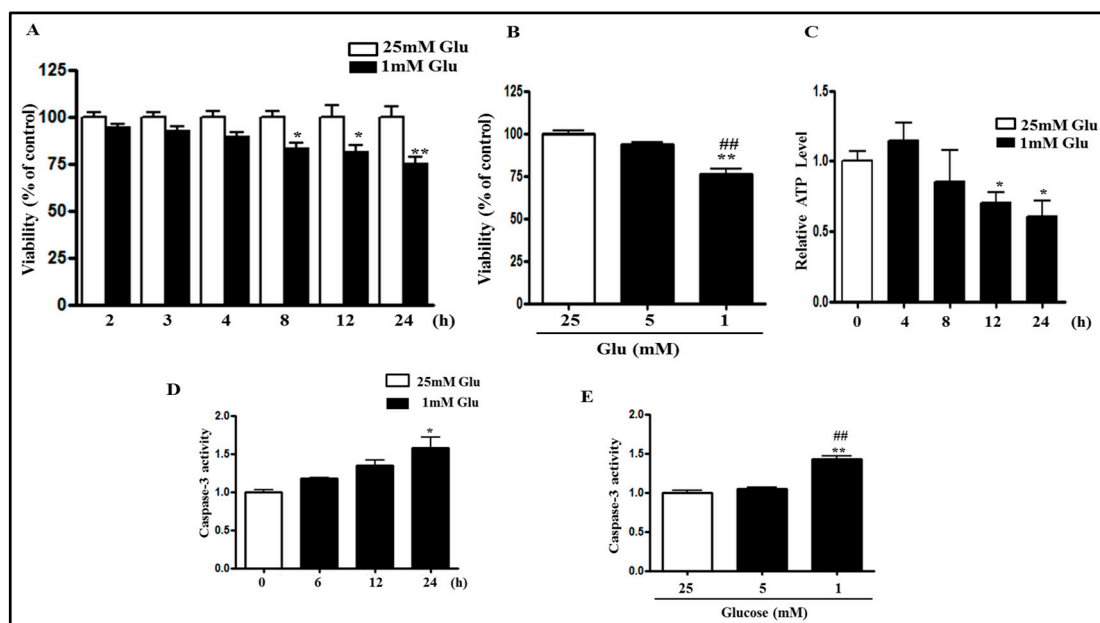 A
25mM Glu
1mM Glu
Viability (% of control)
125
100
75
50
25
0
* * **
2 3 4 8 12 24 (h)
B
Viability (% of control)
125
100
75
50
25
0
##
**
25 5 1
Glu (mM)
C
25mM Glu
1mM Glu
Relative ATP Level
1.5
1.0
0.5
0.0
* *
0 4 8 12 24 (h)
D
25mM Glu
1mM Glu
Caspase-3 activity
2.0
1.5
1.0
0.5
0.0
*
0 6 12 24 (h)
E
Caspase-3 activity
2.0
1.5
1.0
0.5
0.0
##
**
25 5 1
Glucose (mM)